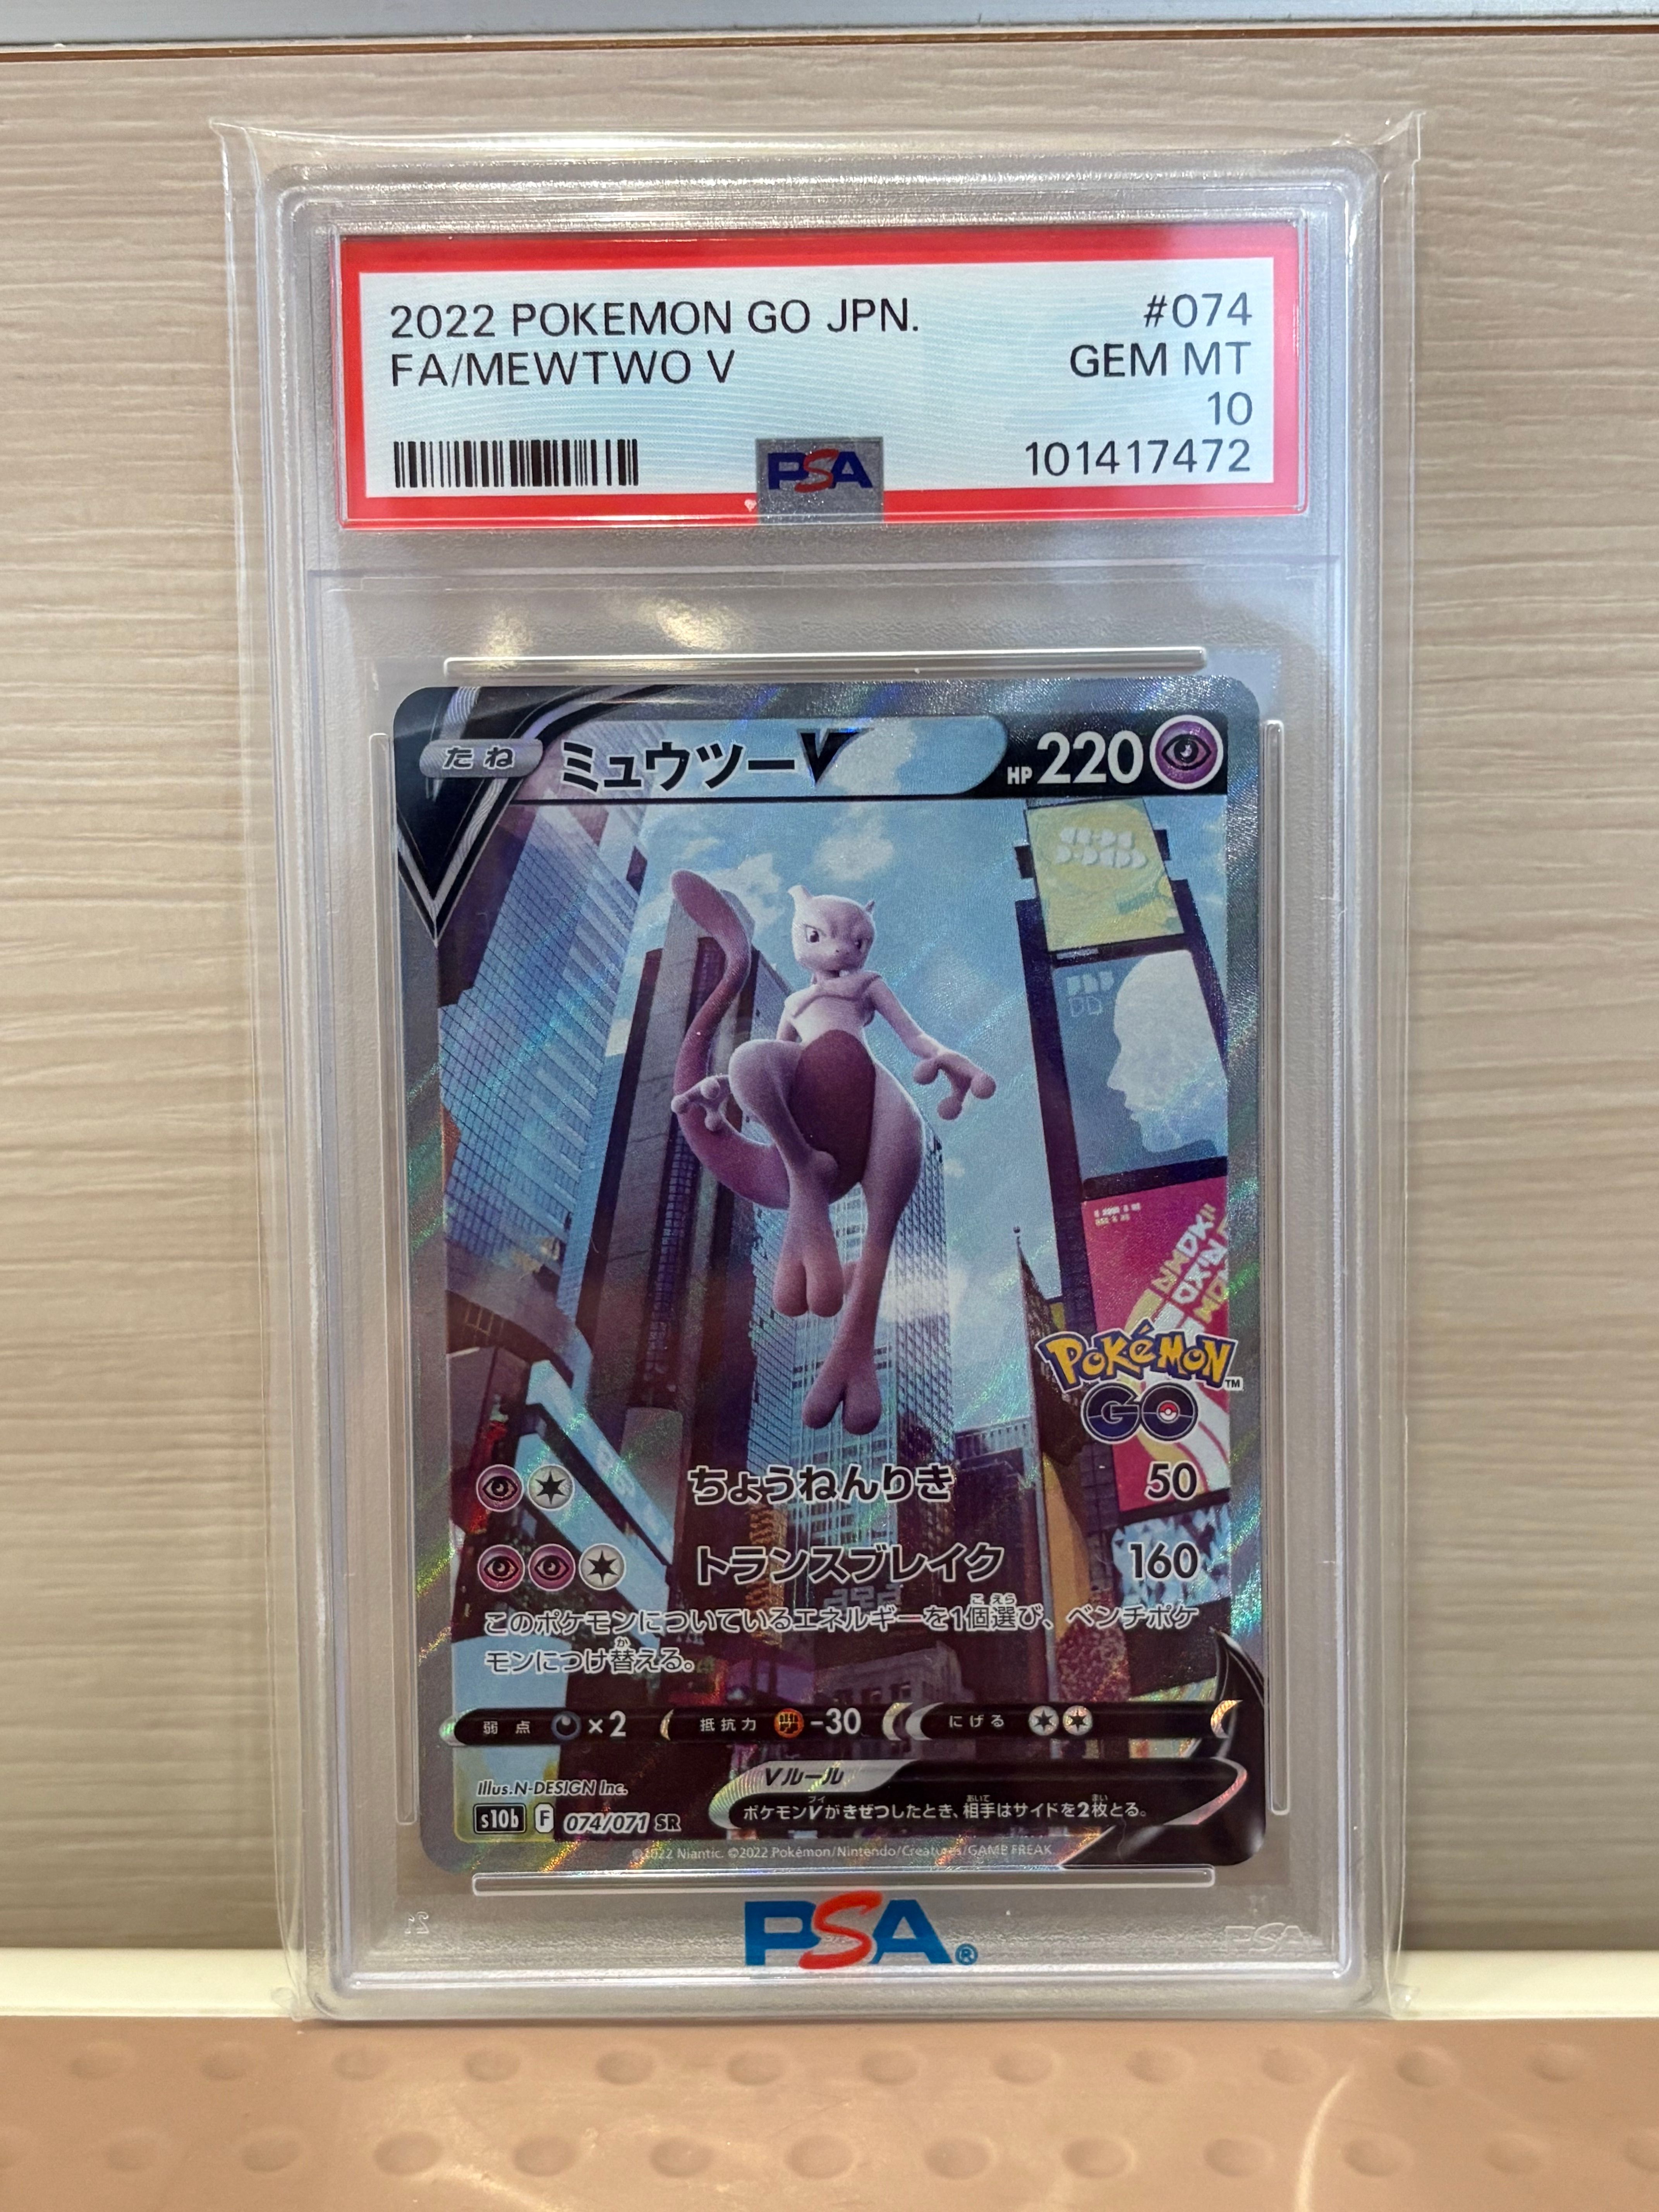 2022 POKEMON GO JPN. #074
FA/MEWTWO V GEM MT
10
PSA 101417472
たね ミュウツーV HP 220
Pokémon™
GO
ちょうねんりき 50
トランスブレイク 160
このポケモンについているエネルギーを1個選び、ベンチポケ
モンにつけ替える。
弱点 ×2 抵抗力 -30 にげる
Vルール
ポケモンVがきぜつしたとき、相手はサイドを2枚とる。
Illus.N-DESIGN Inc.
s10b F 074/071 SR
©2022 Niantic. ©2022 Pokémon/Nintendo/Creatures/GAME FREAK
PSA®
PSA